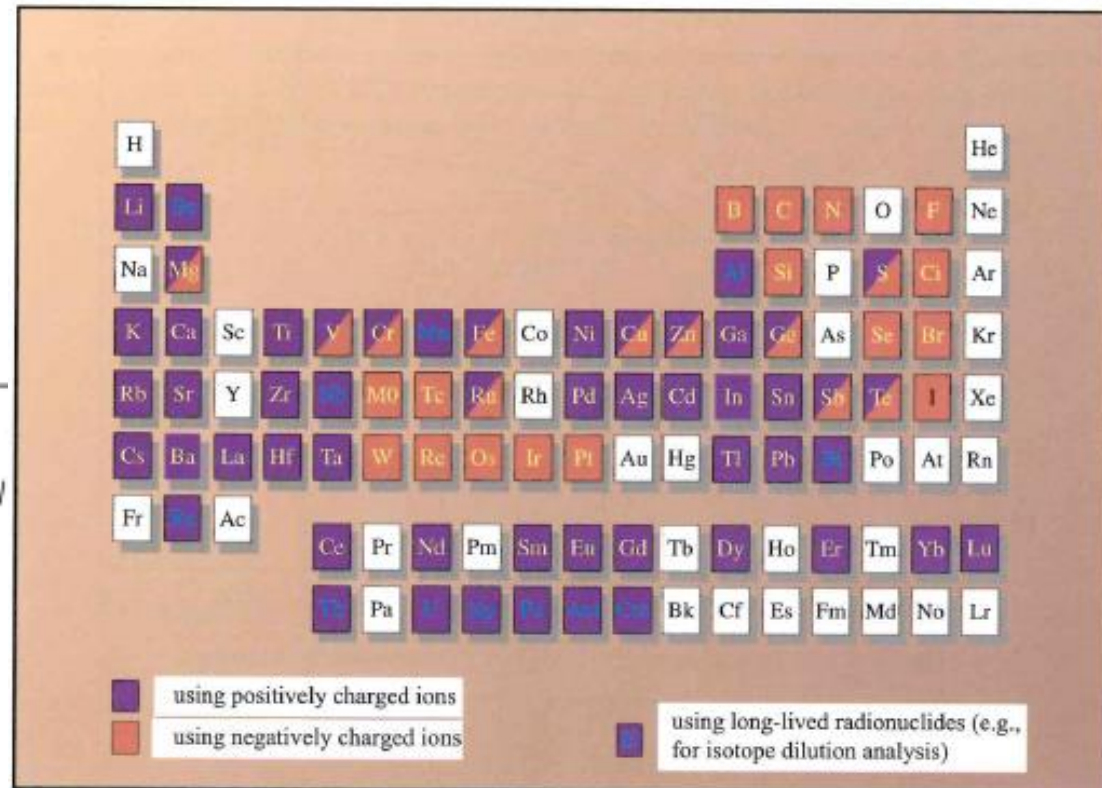 H He
Li Be B C N O F Ne
Na Mg Al Si P S Ci Ar
K Ca Sc Ti V Cr Mn Fe Co Ni Cu Zn Ga Ge As Se Br Kr
Rb Sr Y Zr Nb M0 Tc Ru Rh Pd Ag Cd In Sn Sb Te I Xe
Cs Ba La Hf Ta W Re Os Ir Pt Au Hg Tl Pb Po At Rn
Fr Ra Ac
Ce Pr Nd Pm Sm Eu Gd Tb Dy Ho Er Tm Yb Lu
Th Pa U Np Pu Am Cm Bk Cf Es Fm Md No Lr
using positively charged ions
using negatively charged ions
using long-lived radionuclides (e.g.,
for isotope dilution analysis)